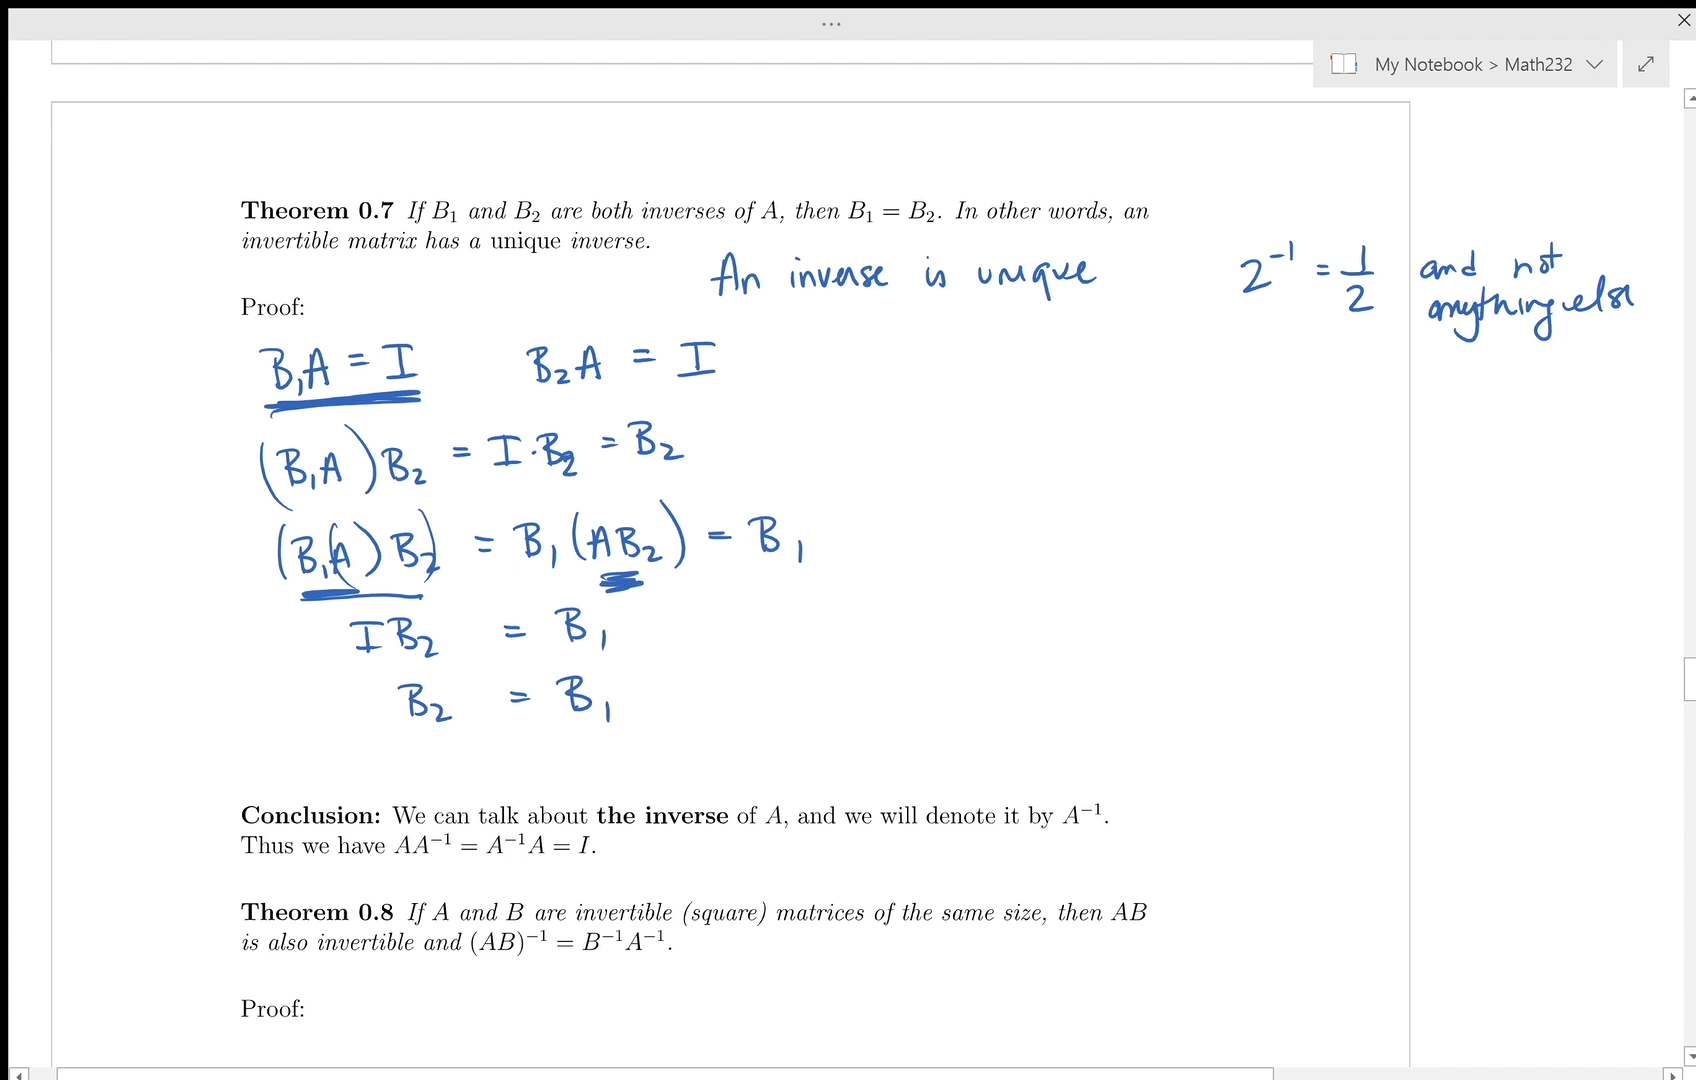 My Notebook > Math232
Theorem 0.7 If B₁ and B₂ are both inverses of A, then B₁ = B₂. In other words, an
invertible matrix has a unique inverse.
An inverse is unique
2⁻¹ = 1/2 and not
anything else
Proof:
B₁A = I    B₂A = I
(B₁A)B₂ = I·B₂ = B₂
(B₁(A)B₂) = B₁(AB₂) = B₁
IB₂ = B₁
B₂ = B₁
Conclusion: We can talk about the inverse of A, and we will denote it by A⁻¹.
Thus we have AA⁻¹ = A⁻¹A = I.
Theorem 0.8 If A and B are invertible (square) matrices of the same size, then AB
is also invertible and (AB)⁻¹ = B⁻¹A⁻¹.
Proof: